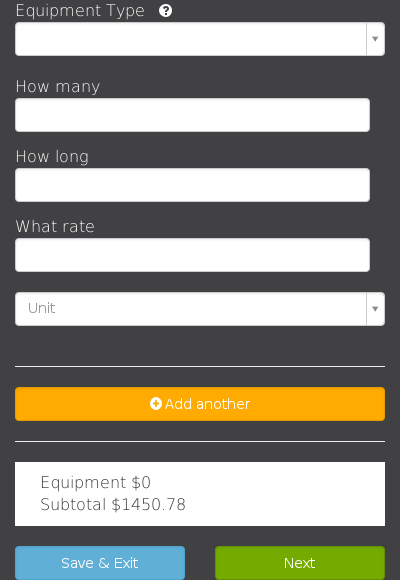 Equipment Type
How many
How long
What rate
Unit
Add another
Equipment $0
Subtotal $1450.78
Save & Exit
Next